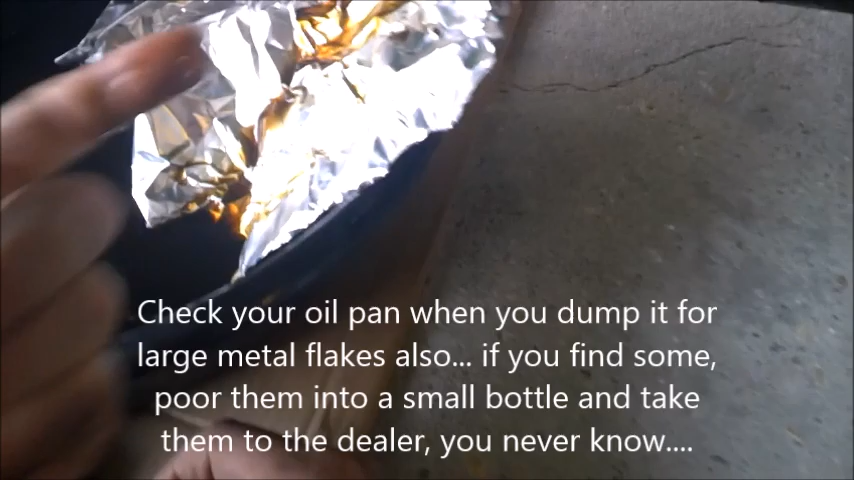 Check your oil pan when you dump it for
large metal flakes also... if you find some,
poor them into a small bottle and take
them to the dealer, you never know....